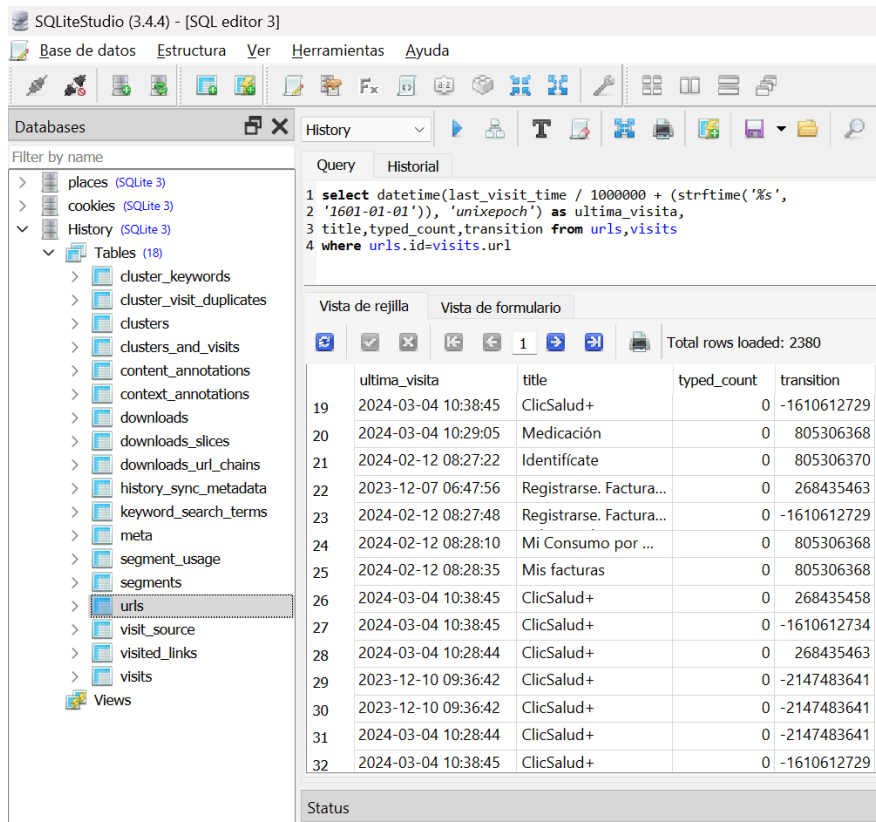 SQLiteStudio (3.4.4) - [SQL editor 3]
Base de datos Estructura Ver Herramientas Ayuda
Databases
Filter by name
places (SQLite 3)
cookies (SQLite 3)
History (SQLite 3)
Tables (18)
cluster_keywords
cluster_visit_duplicates
clusters
clusters_and_visits
content_annotations
context_annotations
downloads
downloads_slices
downloads_url_chains
history_sync_metadata
keyword_search_terms
meta
segment_usage
segments
urls
visit_source
visited_links
visits
Views
History
Query Historial
1 select datetime(last_visit_time / 1000000 + (strftime('%s',
2 '1601-01-01')), 'unixepoch') as ultima_visita,
3 title,typed_count,transition from urls,visits
4 where urls.id=visits.url
Vista de rejilla Vista de formulario
1 Total rows loaded: 2380
ultima_visita title typed_count transition
19 2024-03-04 10:38:45 ClicSalud+ 0 -1610612729
20 2024-03-04 10:29:05 Medicación 0 805306368
21 2024-02-12 08:27:22 Identifícate 0 805306370
22 2023-12-07 06:47:56 Registrarse. Factura... 0 268435463
23 2024-02-12 08:27:48 Registrarse. Factura... 0 -1610612729
24 2024-02-12 08:28:10 Mi Consumo por ... 0 805306368
25 2024-02-12 08:28:35 Mis facturas 0 805306368
26 2024-03-04 10:38:45 ClicSalud+ 0 268435458
27 2024-03-04 10:38:45 ClicSalud+ 0 -1610612734
28 2024-03-04 10:28:44 ClicSalud+ 0 268435463
29 2023-12-10 09:36:42 ClicSalud+ 0 -2147483641
30 2023-12-10 09:36:42 ClicSalud+ 0 -2147483641
31 2024-03-04 10:28:44 ClicSalud+ 0 -2147483641
32 2024-03-04 10:38:45 ClicSalud+ 0 -1610612729
Status